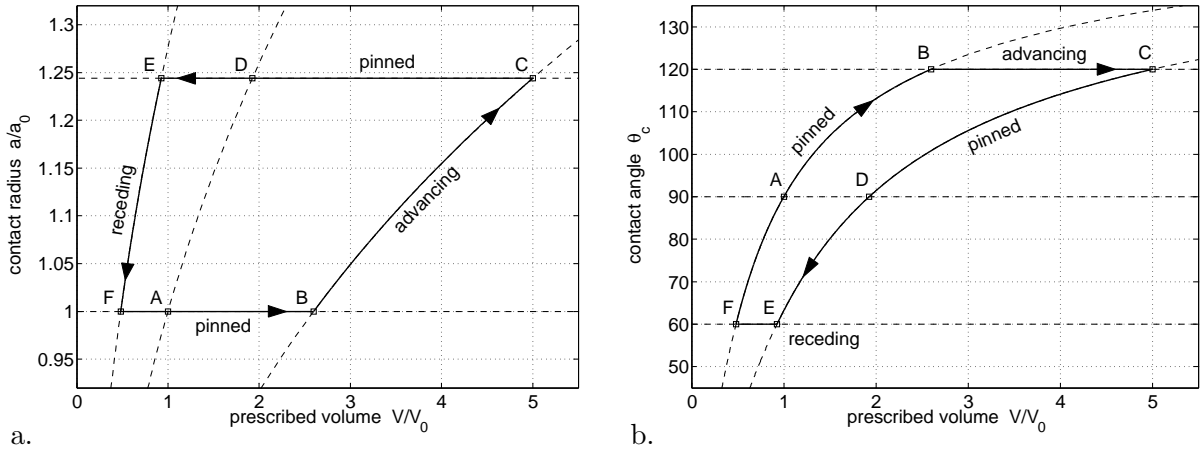 1.3
1.25
1.2
1.15
1.1
1.05
1
0.95
contact radius a/a0
E
D
pinned
C
receding
advancing
F
A
B
pinned
0
1
2
3
4
5
prescribed volume V/V0
a.
130
120
110
100
90
80
70
60
50
contact angle θc
B
advancing
C
pinned
pinned
A
D
F
E
receding
0
1
2
3
4
5
prescribed volume V/V0
b.